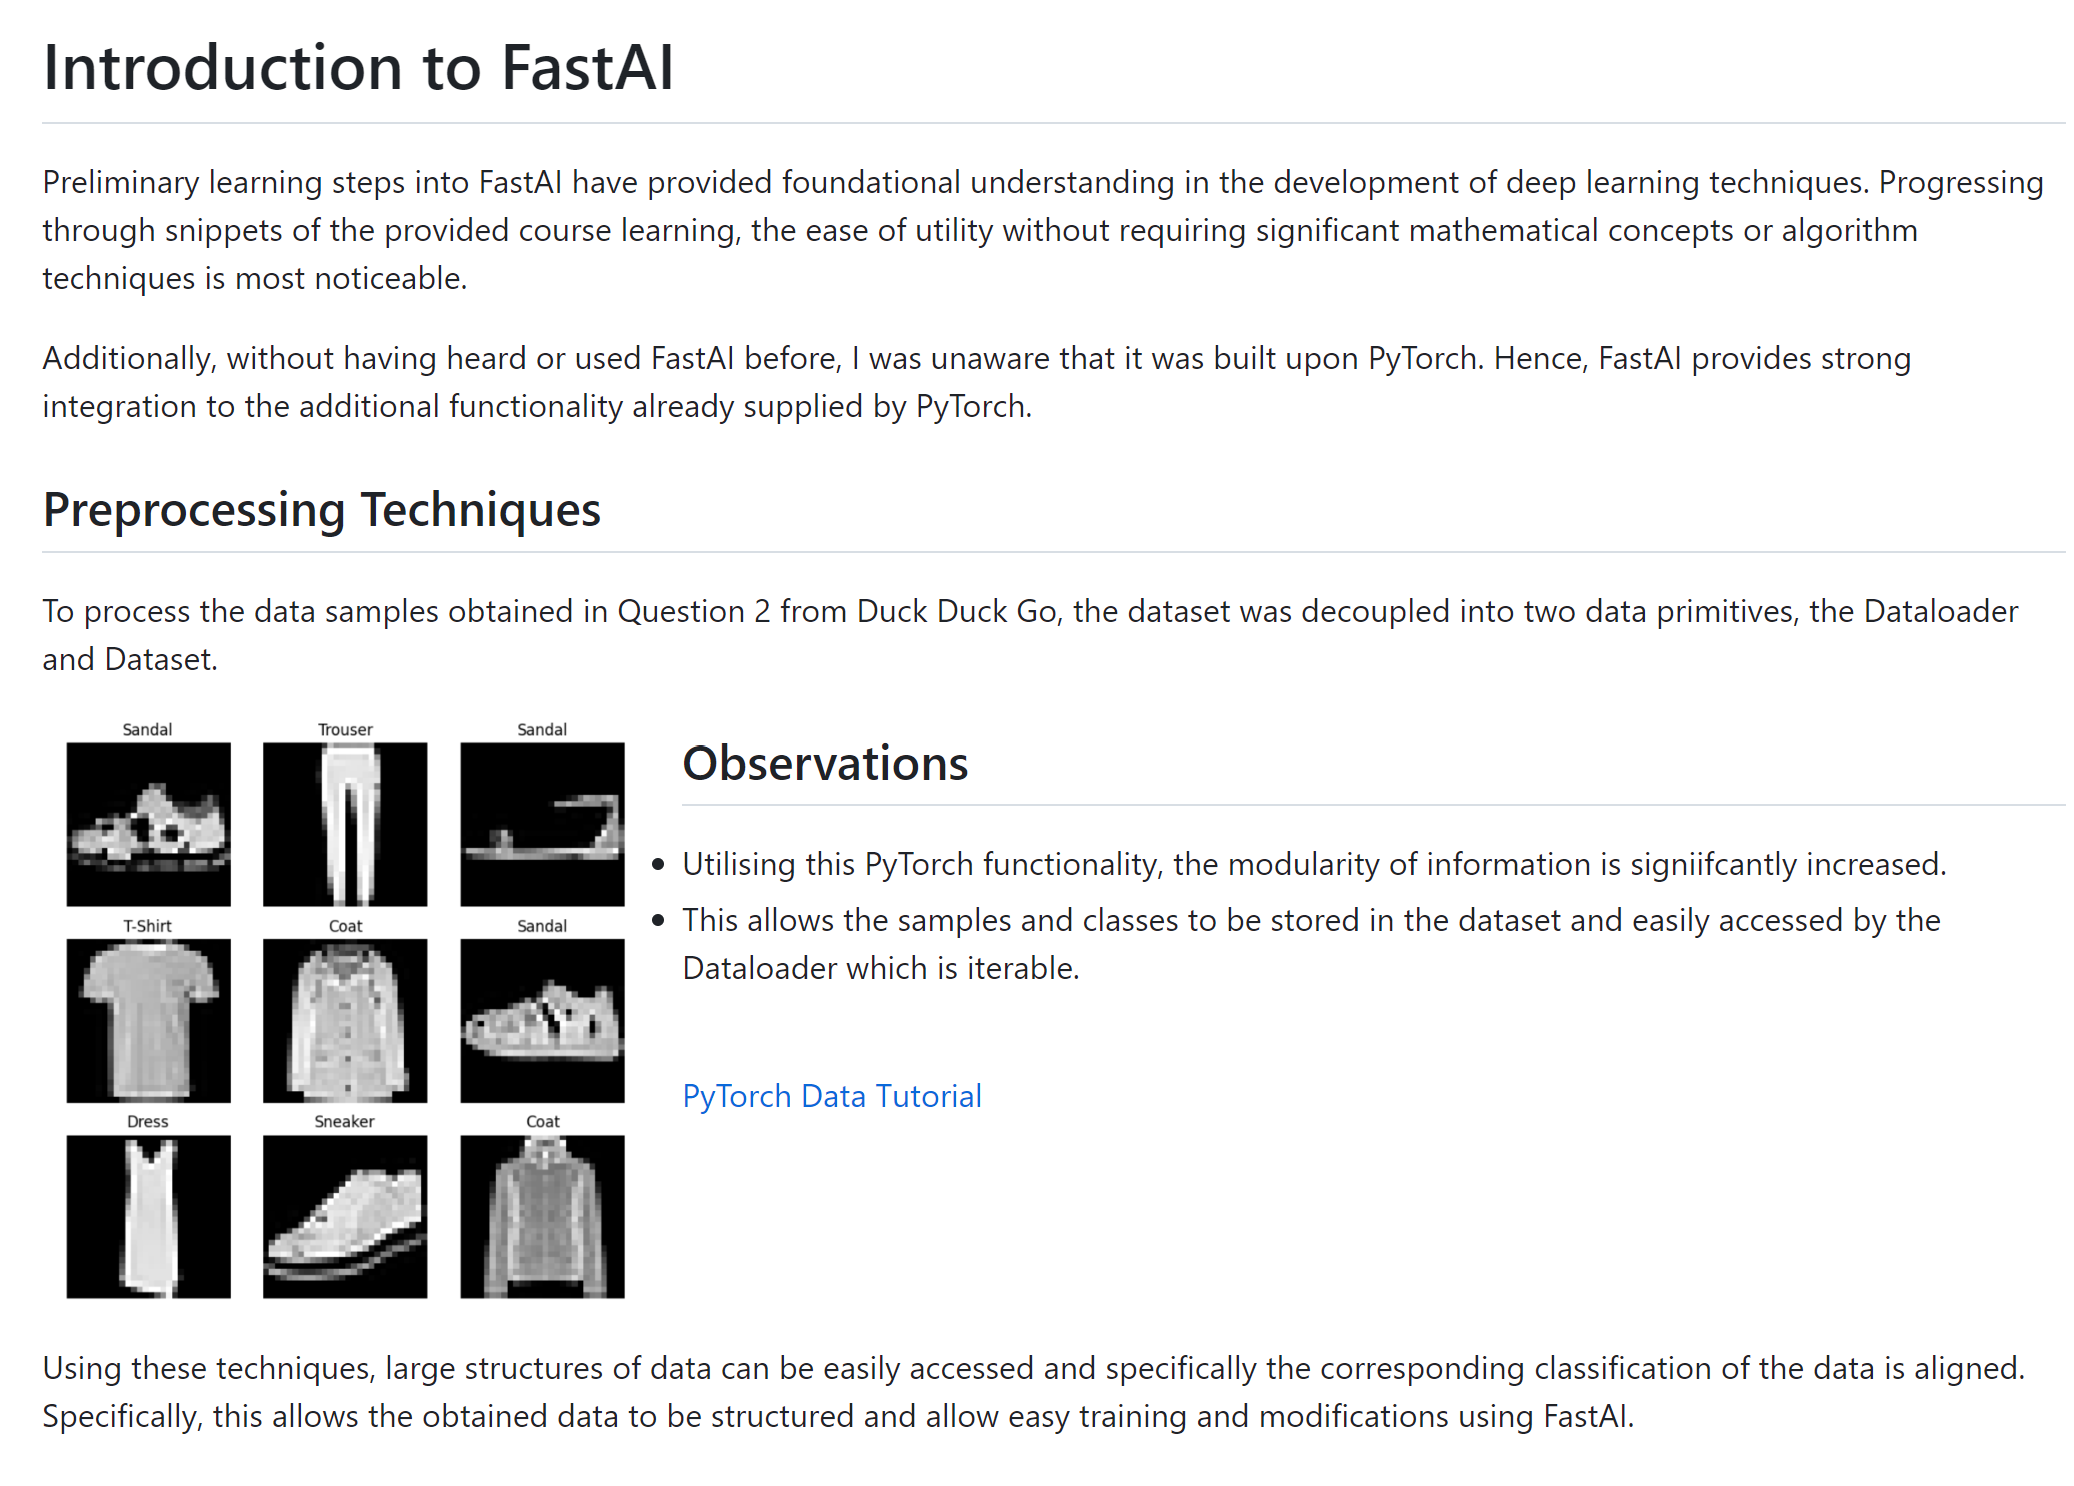 Introduction to FastAI
Preliminary learning steps into FastAI have provided foundational understanding in the development of deep learning techniques. Progressing
through snippets of the provided course learning, the ease of utility without requiring significant mathematical concepts or algorithm
techniques is most noticeable.
Additionally, without having heard or used FastAI before, I was unaware that it was built upon PyTorch. Hence, FastAI provides strong
integration to the additional functionality already supplied by PyTorch.
Preprocessing Techniques
To process the data samples obtained in Question 2 from Duck Duck Go, the dataset was decoupled into two data primitives, the Dataloader
and Dataset.
Sandal Trouser Sandal
T-Shirt Coat Sandal
Dress Sneaker Coat
Observations
• Utilising this PyTorch functionality, the modularity of information is signiifcantly increased.
• This allows the samples and classes to be stored in the dataset and easily accessed by the
Dataloader which is iterable.
PyTorch Data Tutorial
Using these techniques, large structures of data can be easily accessed and specifically the corresponding classification of the data is aligned.
Specifically, this allows the obtained data to be structured and allow easy training and modifications using FastAI.